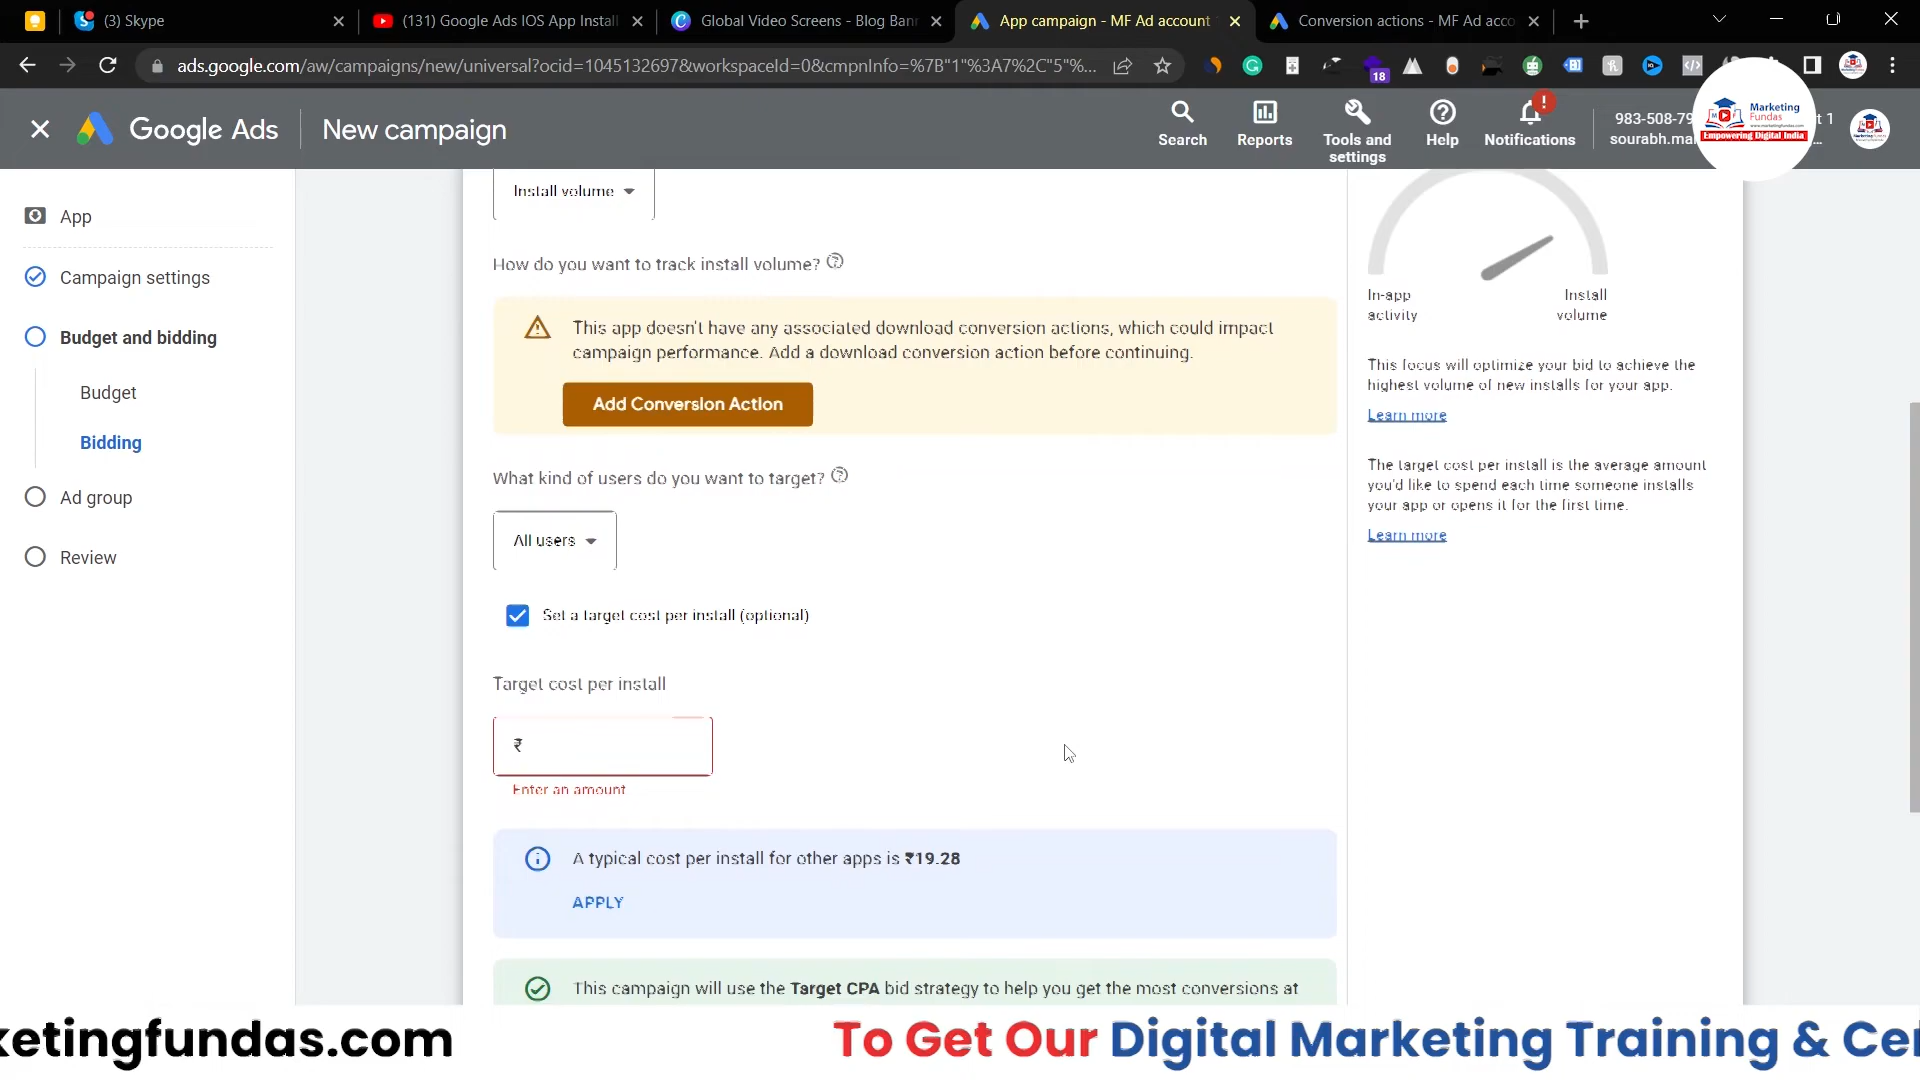 (3) Skype
(131) Google Ads IOS App Install
Global Video Screens - Blog Bann
App campaign - MF Ad account
Conversion actions - MF Ad acco
ads.google.com/aw/campaigns/new/universal?ocid=1045132697&workspaceId=0&cmpnInfo=%7B"1"%3A7%2C"5"%...
18
Google Ads
New campaign
Search
Reports
Tools and
settings
Help
Notifications
983-508-79
sourabh.ma
1
...
Marketing
Fundas
www.marketingfundas.com
Empowering Digital India
App
Campaign settings
Budget and bidding
Budget
Bidding
Ad group
Review
Install volume
How do you want to track install volume?
This app doesn't have any associated download conversion actions, which could impact
campaign performance. Add a download conversion action before continuing.
Add Conversion Action
What kind of users do you want to target?
All users
Set a target cost per install (optional)
Target cost per install
₹
Enter an amount
A typical cost per install for other apps is ₹19.28
APPLY
This campaign will use the Target CPA bid strategy to help you get the most conversions at
In-app
activity
Install
volume
This focus will optimize your bid to achieve the
highest volume of new installs for your app.
Learn more
The target cost per install is the average amount
you'd like to spend each time someone installs
your app or opens it for the first time.
Learn more
ketingfundas.com
To Get Our Digital Marketing Training & Cer